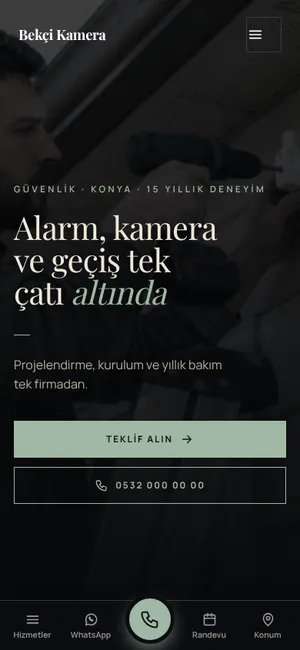 Bekçi Kamera
GÜVENLİK · KONYA · 15 YILLIK DENEYİM
Alarm, kamera
ve geçiş tek
çatı altında
Projelendirme, kurulum ve yıllık bakım
tek firmadan.
TEKLİF ALIN →
0532 000 00 00
Hizmetler WhatsApp Randevu Konum